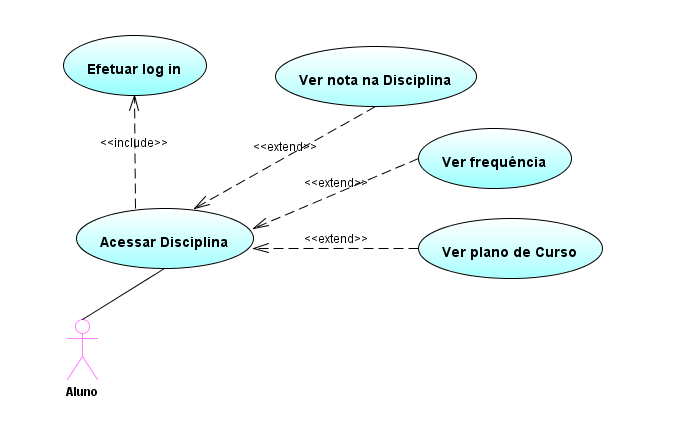 Efetuar log in
Ver nota na Disciplina
<<include>>
<<extend>>
Ver frequência
<<extend>>
Acessar Disciplina
<<extend>>
Ver plano de Curso
Aluno